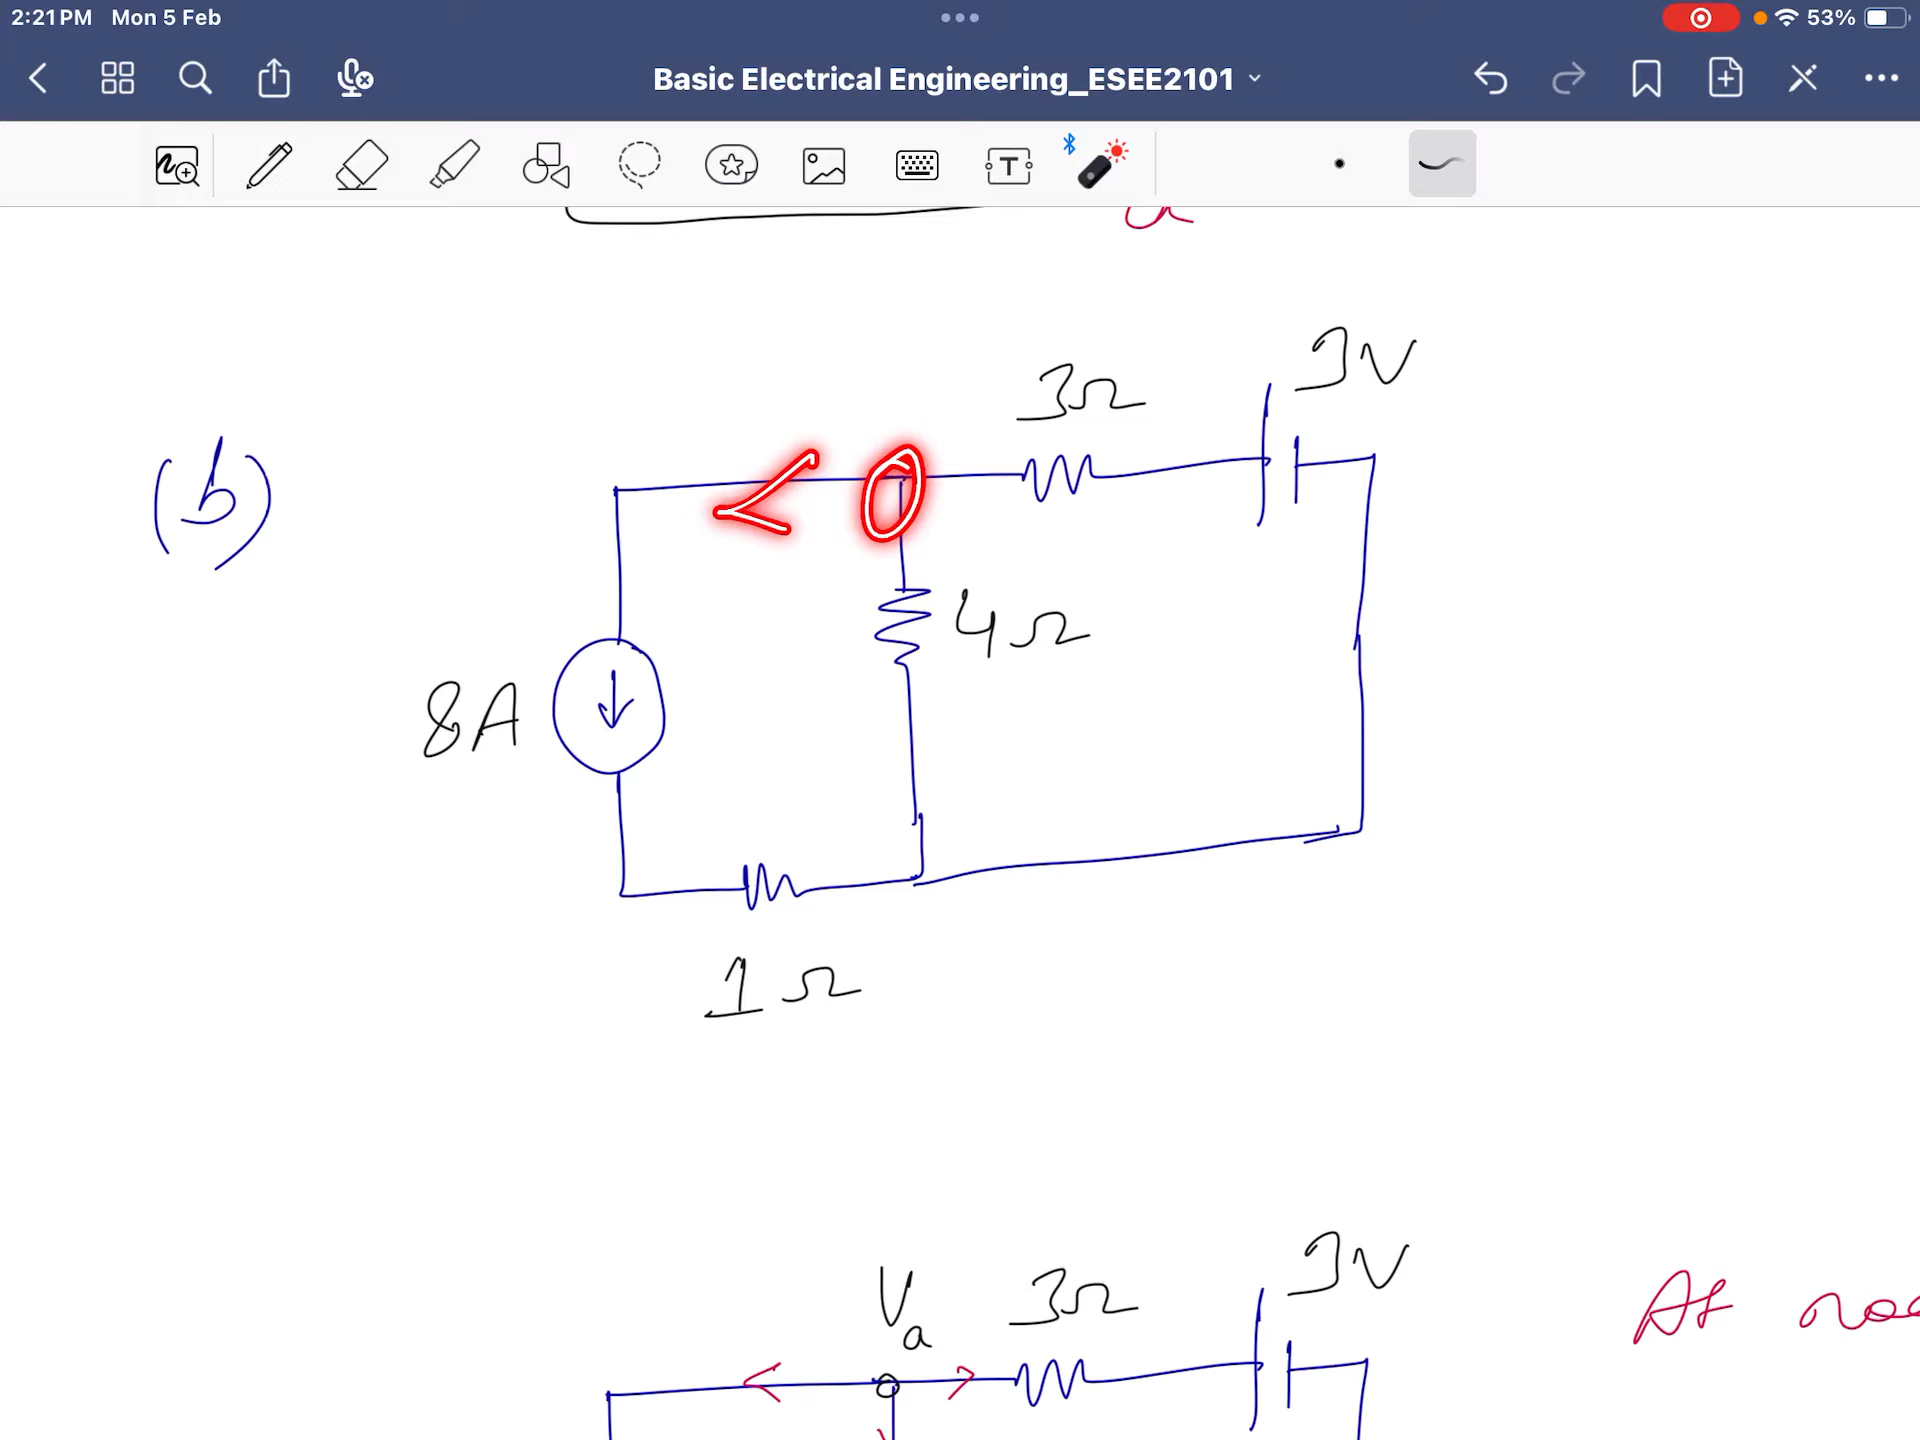 2:21 PM Mon 5 Feb
53%
Basic Electrical Engineering_ESEE2101
T
3V
3Ω
(b)
4Ω
8A
1Ω
3V
Va
3Ω
At